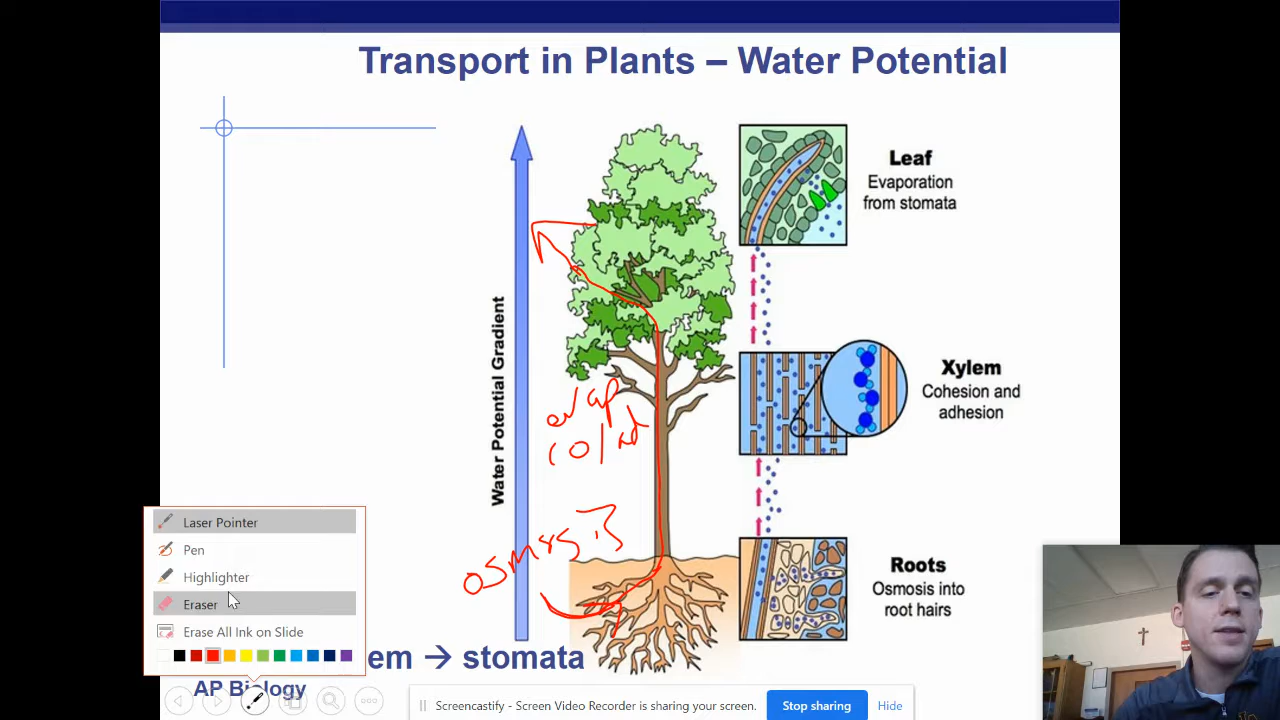 Transport in Plants – Water Potential
Leaf
Evaporation
from stomata
Water Potential Gradient
Xylem
Cohesion and
adhesion
evap
co/ad
osmosis
Roots
Osmosis into
root hairs
Laser Pointer
Pen
Highlighter
Eraser
Erase All Ink on Slide
em → stomata
AP Biology
Screencastify - Screen Video Recorder is sharing your screen.
Stop sharing
Hide